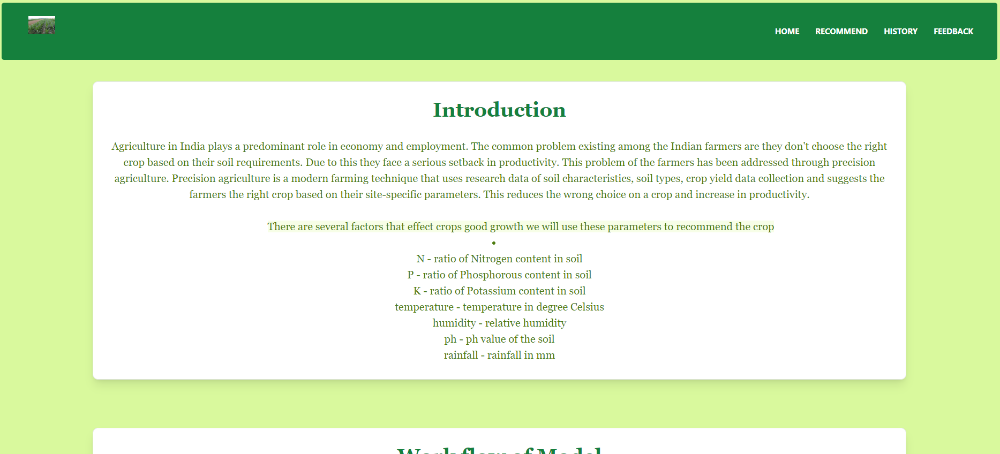 HOME RECOMMEND HISTORY FEEDBACK
Introduction
Agriculture in India plays a predominant role in economy and employment. The common problem existing among the Indian farmers are they don't choose the right
crop based on their soil requirements. Due to this they face a serious setback in productivity. This problem of the farmers has been addressed through precision
agriculture. Precision agriculture is a modern farming technique that uses research data of soil characteristics, soil types, crop yield data collection and suggests the
farmers the right crop based on their site-specific parameters. This reduces the wrong choice on a crop and increase in productivity.
There are several factors that effect crops good growth we will use these parameters to recommend the crop
•
N - ratio of Nitrogen content in soil
P - ratio of Phosphorous content in soil
K - ratio of Potassium content in soil
temperature - temperature in degree Celsius
humidity - relative humidity
ph - ph value of the soil
rainfall - rainfall in mm
Workflow of Model